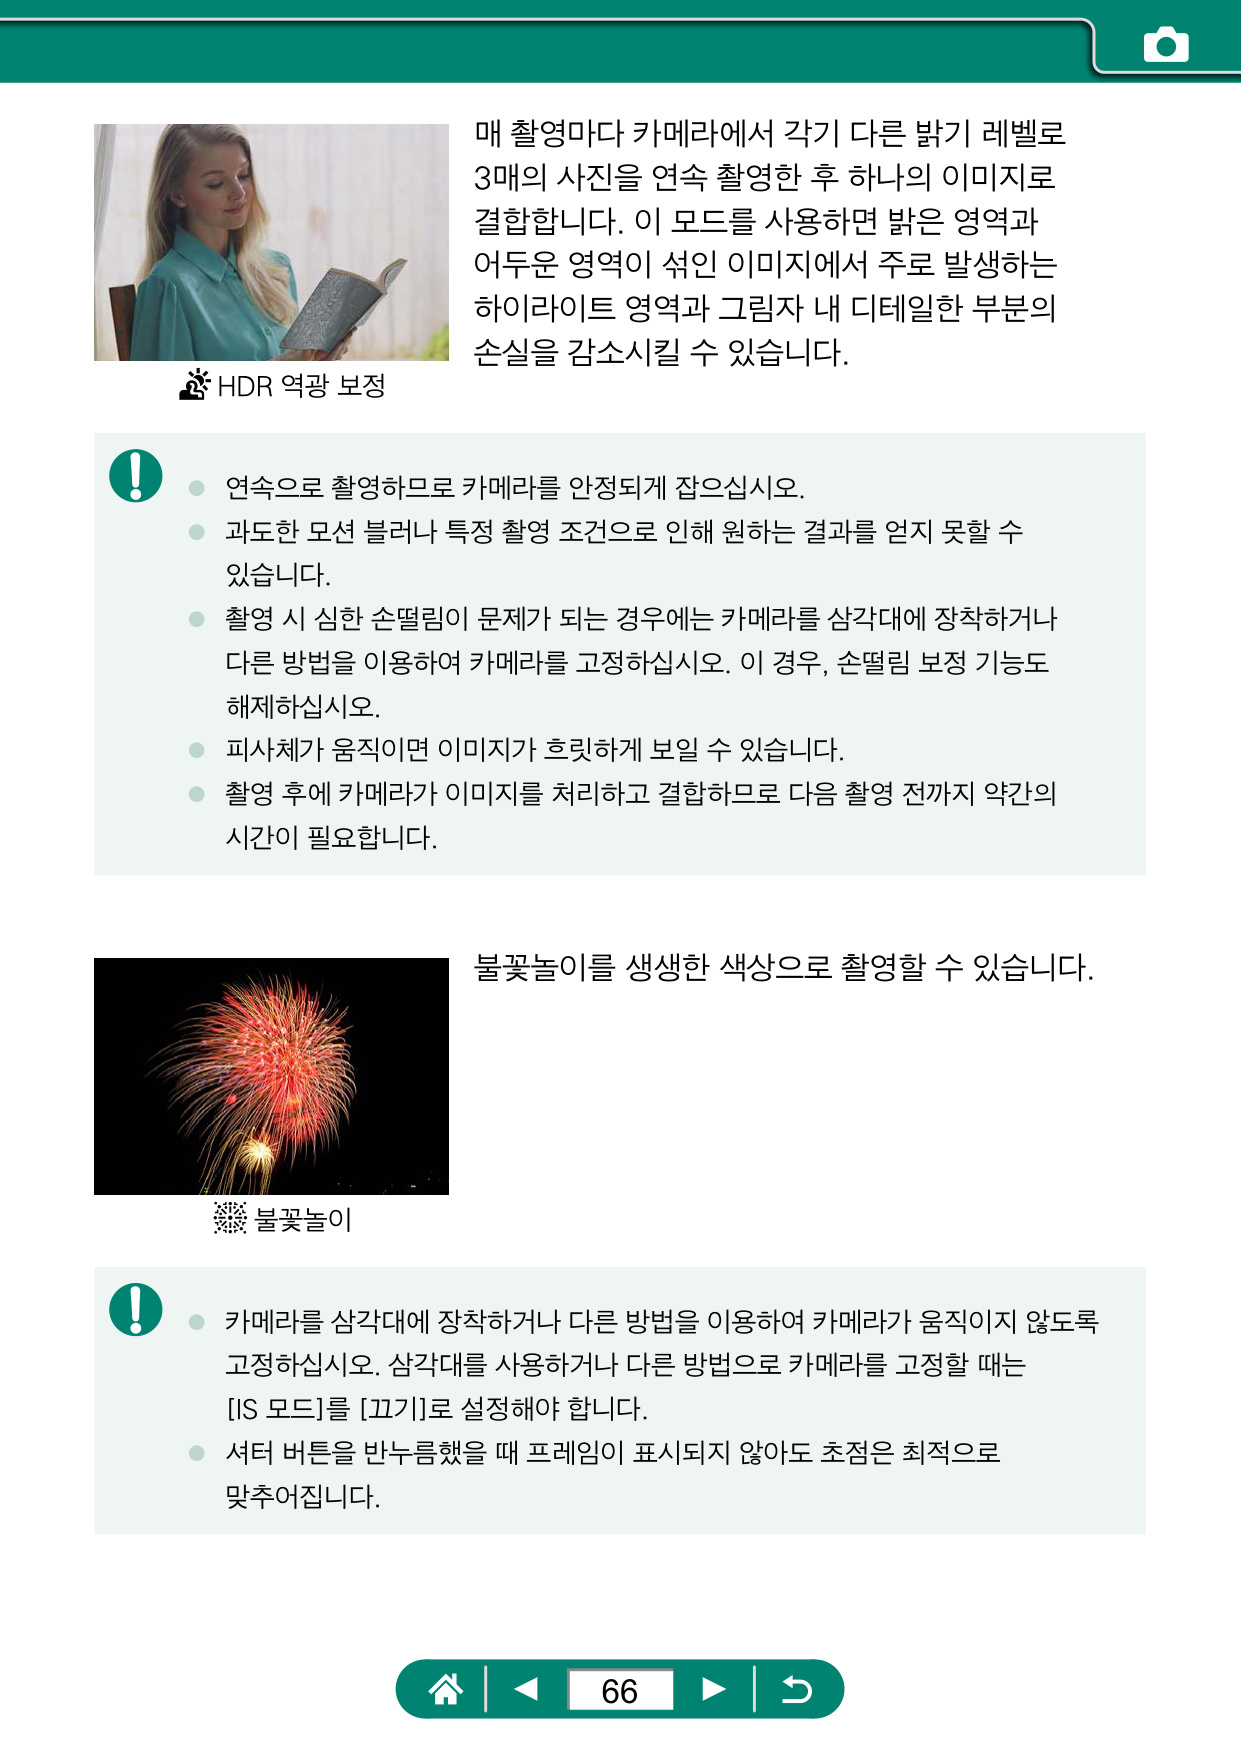 매 촬영마다 카메라에서 각기 다른 밝기 레벨로
3매의 사진을 연속 촬영한 후 하나의 이미지로
결합합니다. 이 모드를 사용하면 밝은 영역과
어두운 영역이 섞인 이미지에서 주로 발생하는
하이라이트 영역과 그림자 내 디테일한 부분의
손실을 감소시킬 수 있습니다.
HDR 역광 보정
연속으로 촬영하므로 카메라를 안정되게 잡으십시오.
과도한 모션 블러나 특정 촬영 조건으로 인해 원하는 결과를 얻지 못할 수
있습니다.
촬영 시 심한 손떨림이 문제가 되는 경우에는 카메라를 삼각대에 장착하거나
다른 방법을 이용하여 카메라를 고정하십시오. 이 경우, 손떨림 보정 기능도
해제하십시오.
피사체가 움직이면 이미지가 흐릿하게 보일 수 있습니다.
촬영 후에 카메라가 이미지를 처리하고 결합하므로 다음 촬영 전까지 약간의
시간이 필요합니다.
불꽃놀이를 생생한 색상으로 촬영할 수 있습니다.
불꽃놀이
카메라를 삼각대에 장착하거나 다른 방법을 이용하여 카메라가 움직이지 않도록
고정하십시오. 삼각대를 사용하거나 다른 방법으로 카메라를 고정할 때는
[IS 모드]를 [끄기]로 설정해야 합니다.
셔터 버튼을 반누름했을 때 프레임이 표시되지 않아도 초점은 최적으로
맞추어집니다.
66